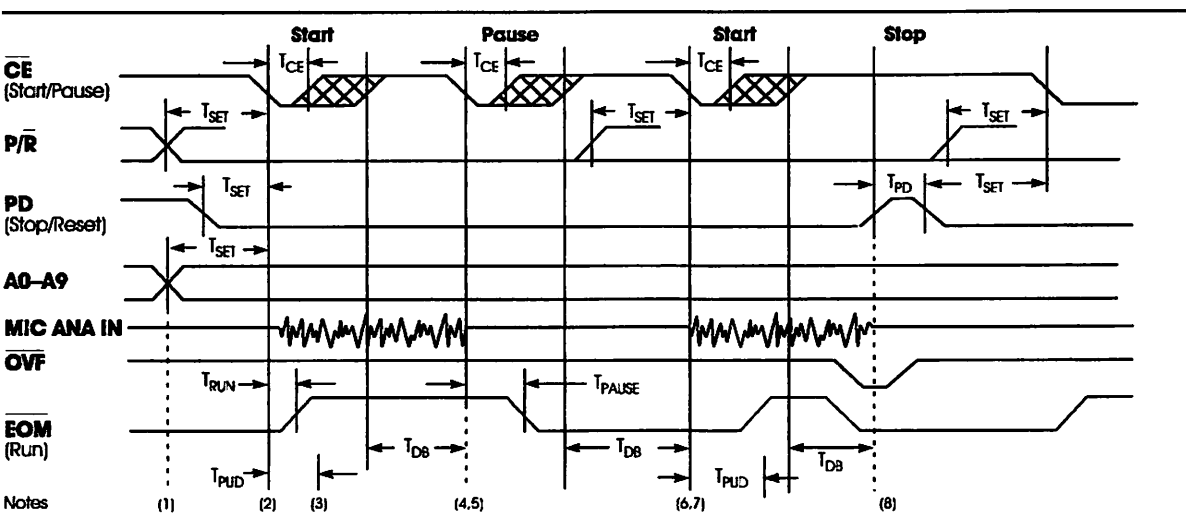 Start Pause Start Stop
CE TCE TCE TCE
(Start/Pause)
TSET TSET TSET
P/R
TSET TPD TSET
PD
(Stop/Reset)
TSET
A0–A9
MIC ANA IN
OVF
TRUN TPAUSE
EOM
(Run)
TDB TDB TDB
TPUD TPUD
Notes (1) (2) (3) (4,5) (6,7) (8)